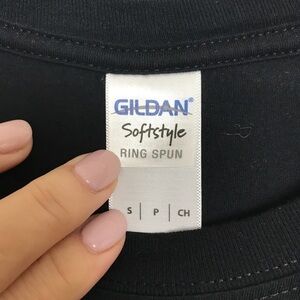 GILDAN®
Softstyle
RING SPUN
S | P | CH